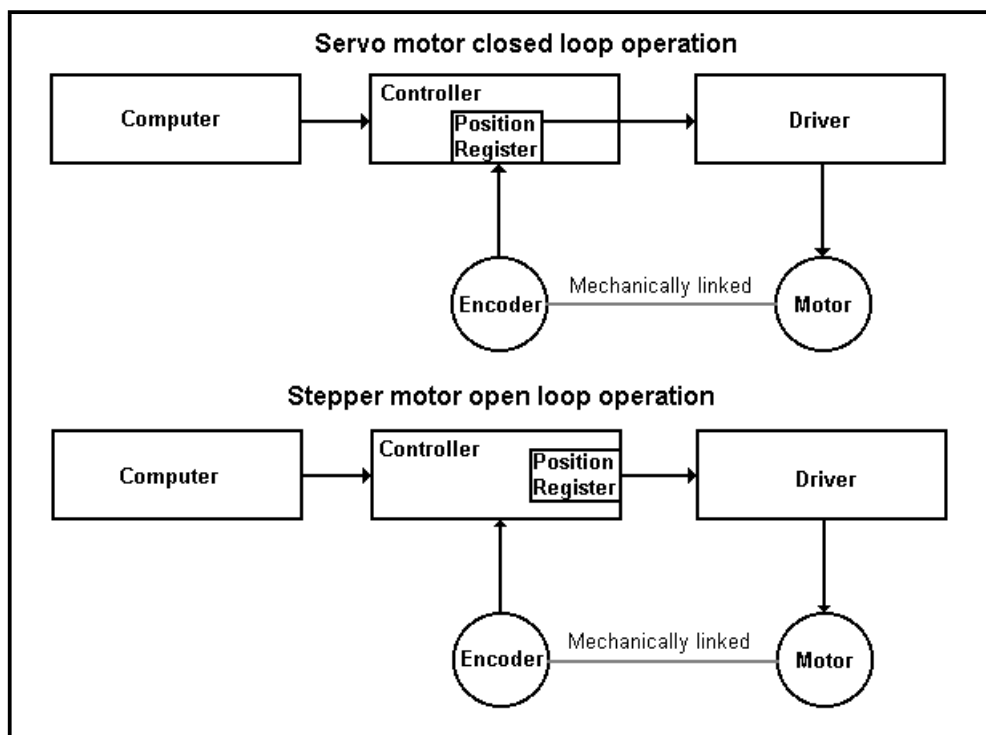 Servo motor closed loop operation
Computer
Controller
Position
Register
Driver
Encoder
Mechanically linked
Motor
Stepper motor open loop operation
Computer
Controller
Position
Register
Driver
Encoder
Mechanically linked
Motor